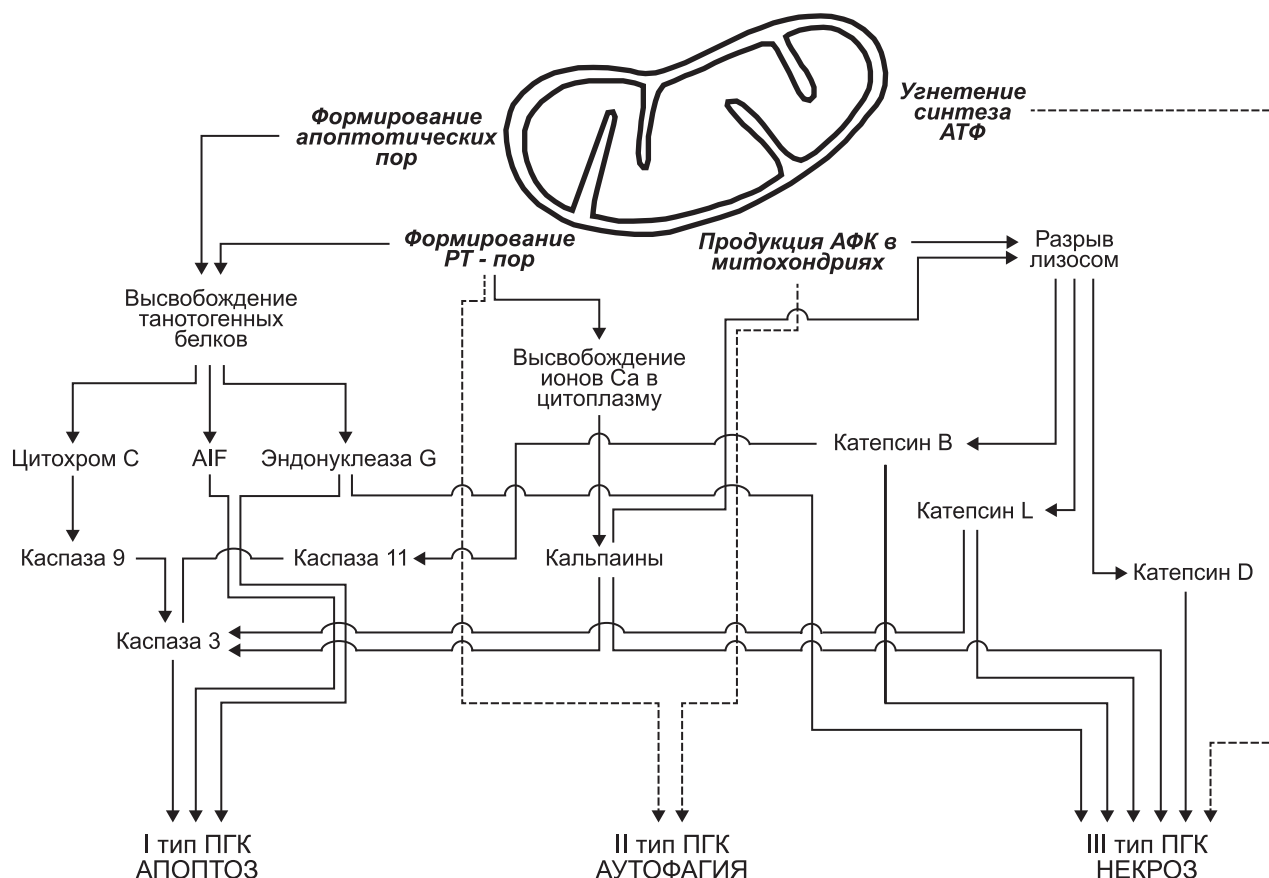 Угнетение
синтеза
АТФ
Формирование
апоптотических
пор
Формирование
РТ - пор
Продукция АФК в
митохондриях
Разрыв
лизосом
Высвобождение
танотогенных
белков
Высвобождение
ионов Ca в
цитоплазму
Цитохром С
AIF
Эндонуклеаза G
Катепсин В
Катепсин L
Каспаза 9
Каспаза 11
Кальпаины
Катепсин D
Каспаза 3
I тип ПГК
АПОПТОЗ
II тип ПГК
АУТОФАГИЯ
III тип ПГК
НЕКРОЗ